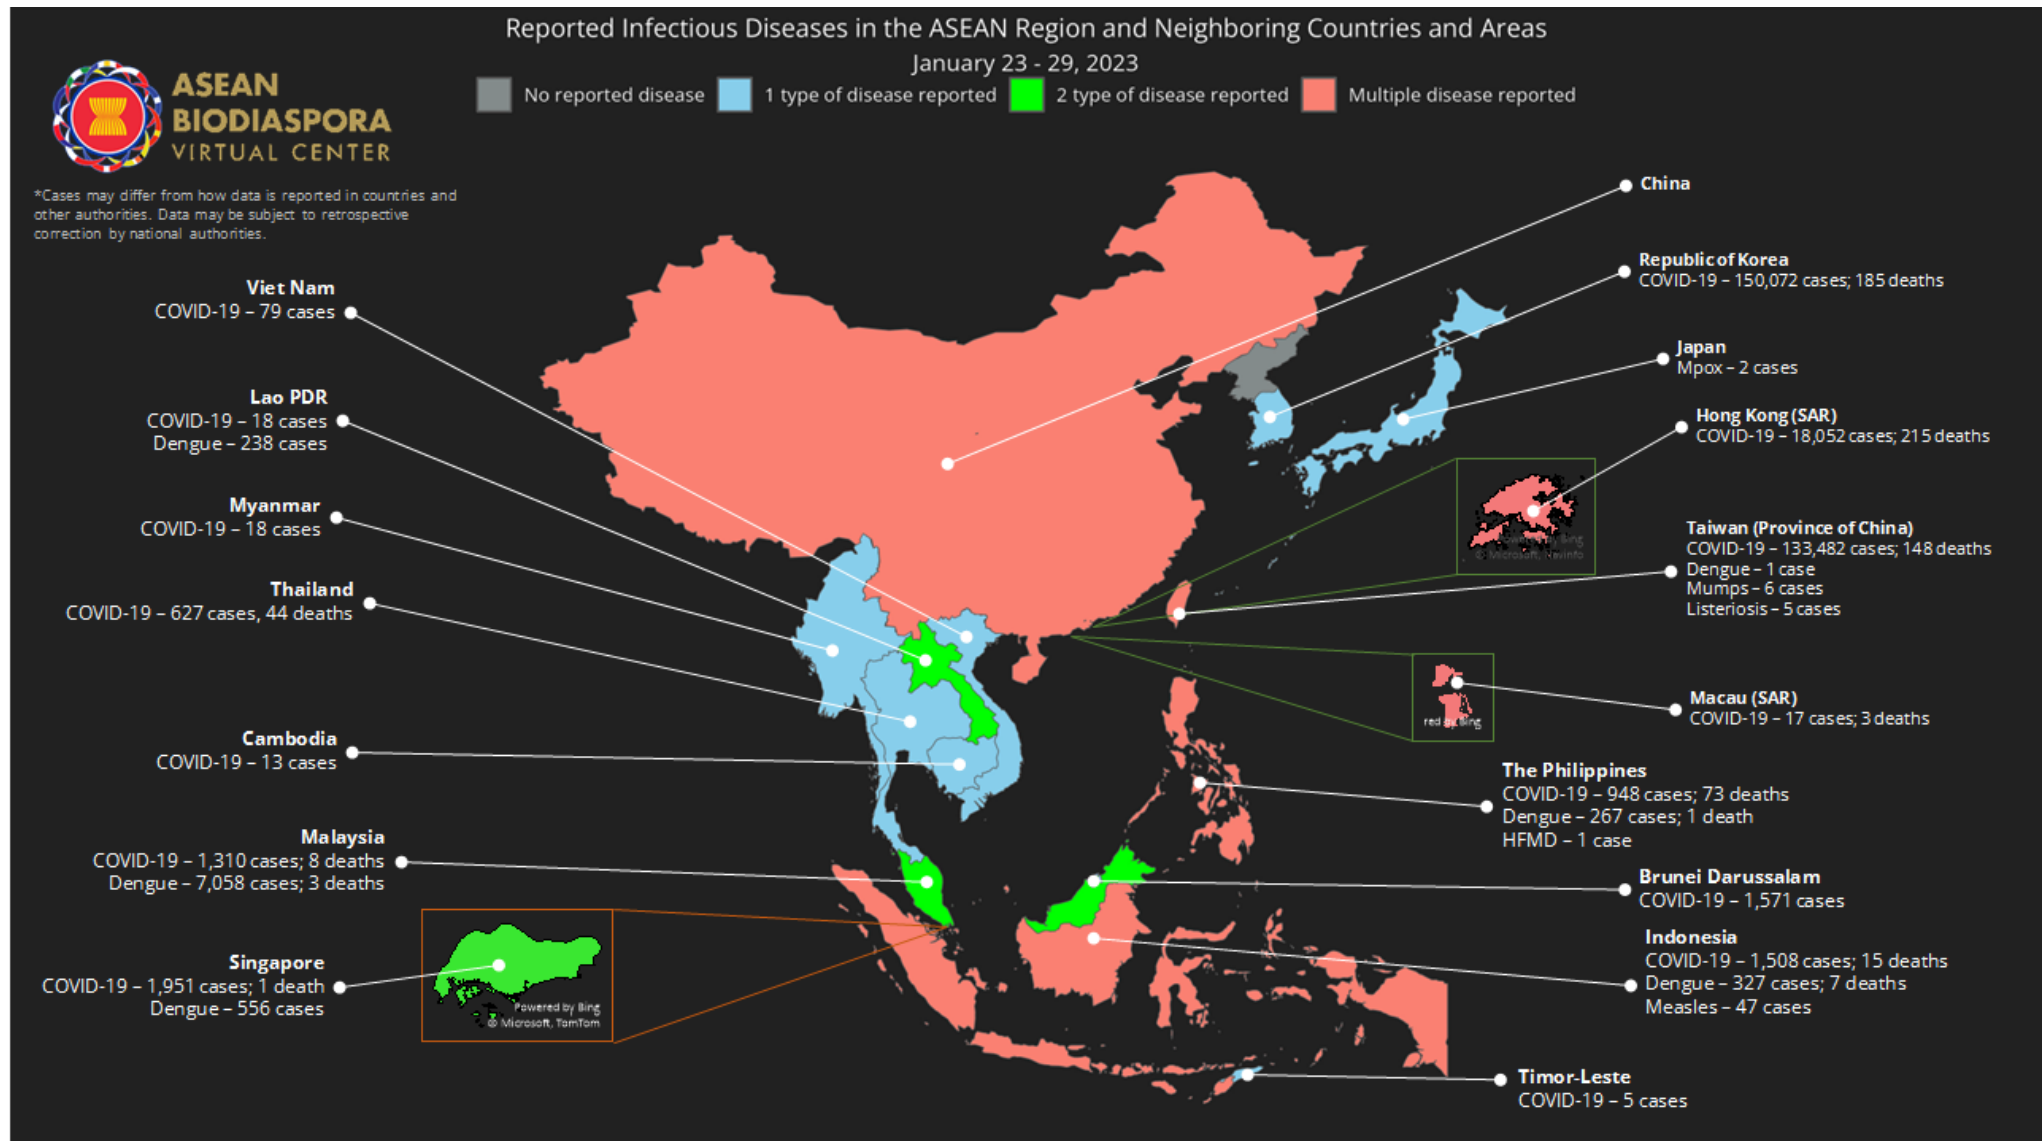 Reported Infectious Diseases in the ASEAN Region and Neighboring Countries and Areas
January 23 - 29, 2023
No reported disease
1 type of disease reported
2 type of disease reported
Multiple disease reported
ASEAN
BIODIASPORA
VIRTUAL CENTER
*Cases may differ from how data is reported in countries and
other authorities. Data may be subject to retrospective
correction by national authorities.
Viet Nam
COVID-19 – 79 cases
Lao PDR
COVID-19 – 18 cases
Dengue – 238 cases
Myanmar
COVID-19 – 18 cases
Thailand
COVID-19 – 627 cases, 44 deaths
Cambodia
COVID-19 – 13 cases
Malaysia
COVID-19 – 1,310 cases; 8 deaths
Dengue – 7,058 cases; 3 deaths
Singapore
COVID-19 – 1,951 cases; 1 death
Dengue – 556 cases
Powered by Bing
© Microsoft, TomTom
China
Republic of Korea
COVID-19 – 150,072 cases; 185 deaths
Japan
Mpox – 2 cases
Hong Kong (SAR)
COVID-19 – 18,052 cases; 215 deaths
Powered by Bing
© Microsoft, NavInfo
Taiwan (Province of China)
COVID-19 – 133,482 cases; 148 deaths
Dengue – 1 case
Mumps – 6 cases
Listeriosis – 5 cases
Macau (SAR)
COVID-19 – 17 cases; 3 deaths
red by Bing
The Philippines
COVID-19 – 948 cases; 73 deaths
Dengue – 267 cases; 1 death
HFMD – 1 case
Brunei Darussalam
COVID-19 – 1,571 cases
Indonesia
COVID-19 – 1,508 cases; 15 deaths
Dengue – 327 cases; 7 deaths
Measles – 47 cases
Timor-Leste
COVID-19 – 5 cases